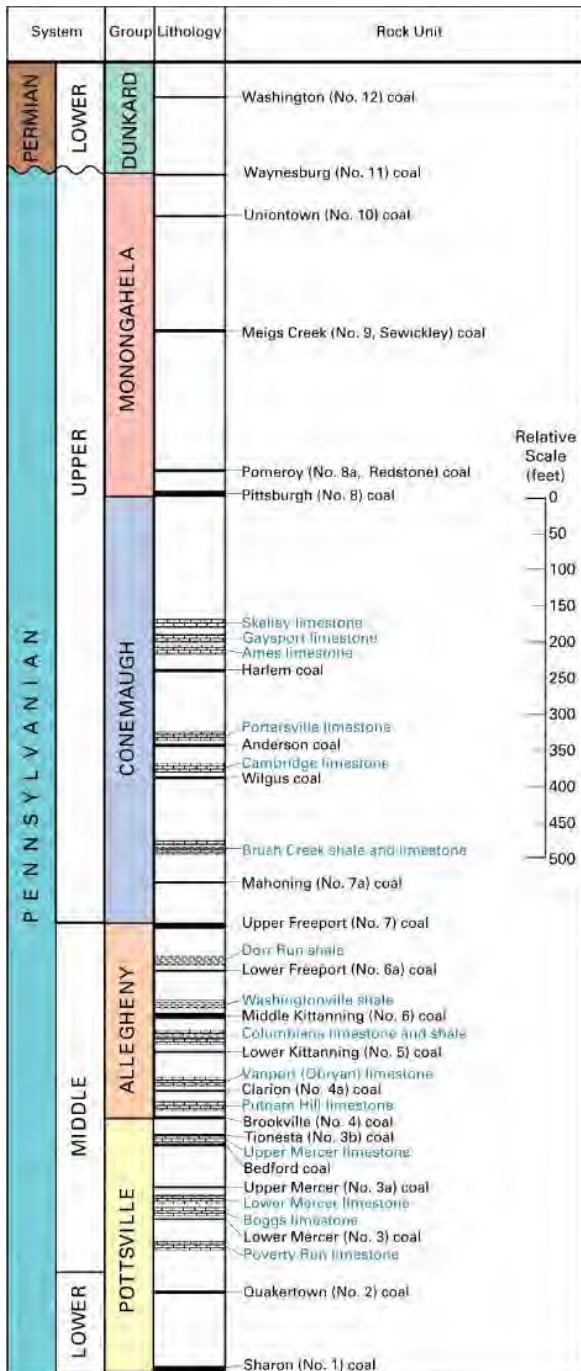 System Group Lithology Rock Unit
PERMIAN
LOWER
DUNKARD
Washington (No. 12) coal
Waynesburg (No. 11) coal
PENNSYLVANIAN
UPPER
MONONGAHELA
Uniontown (No. 10) coal
Meigs Creek (No. 9, Sewickley) coal
Pomeroy (No. 8a, Redstone) coal
Pittsburgh (No. 8) coal
Relative
Scale
(feet)
0
50
100
150
200
250
300
350
400
450
500
CONEMAUGH
Skelley limestone
Gaysport limestone
Ames limestone
Harlem coal
Portersville limestone
Anderson coal
Cambridge limestone
Wilgus coal
Brush Creek shale and limestone
Mahoning (No. 7a) coal
Upper Freeport (No. 7) coal
MIDDLE
ALLEGHENY
Dorr Run shale
Lower Freeport (No. 6a) coal
Washingtonville shale
Middle Kittanning (No. 6) coal
Columbiana limestone and shale
Lower Kittanning (No. 5) coal
Vanport (Obryan) limestone
Clarion (No. 4a) coal
Putnam Hill limestone
Brookville (No. 4) coal
POTTSVILLE
Tionesta (No. 3b) coal
Upper Mercer limestone
Bedford coal
Upper Mercer (No. 3a) coal
Lower Mercer limestone
Boggs limestone
Lower Mercer (No. 3) coal
Poverty Run limestone
LOWER
Quakertown (No. 2) coal
Sharon (No. 1) coal